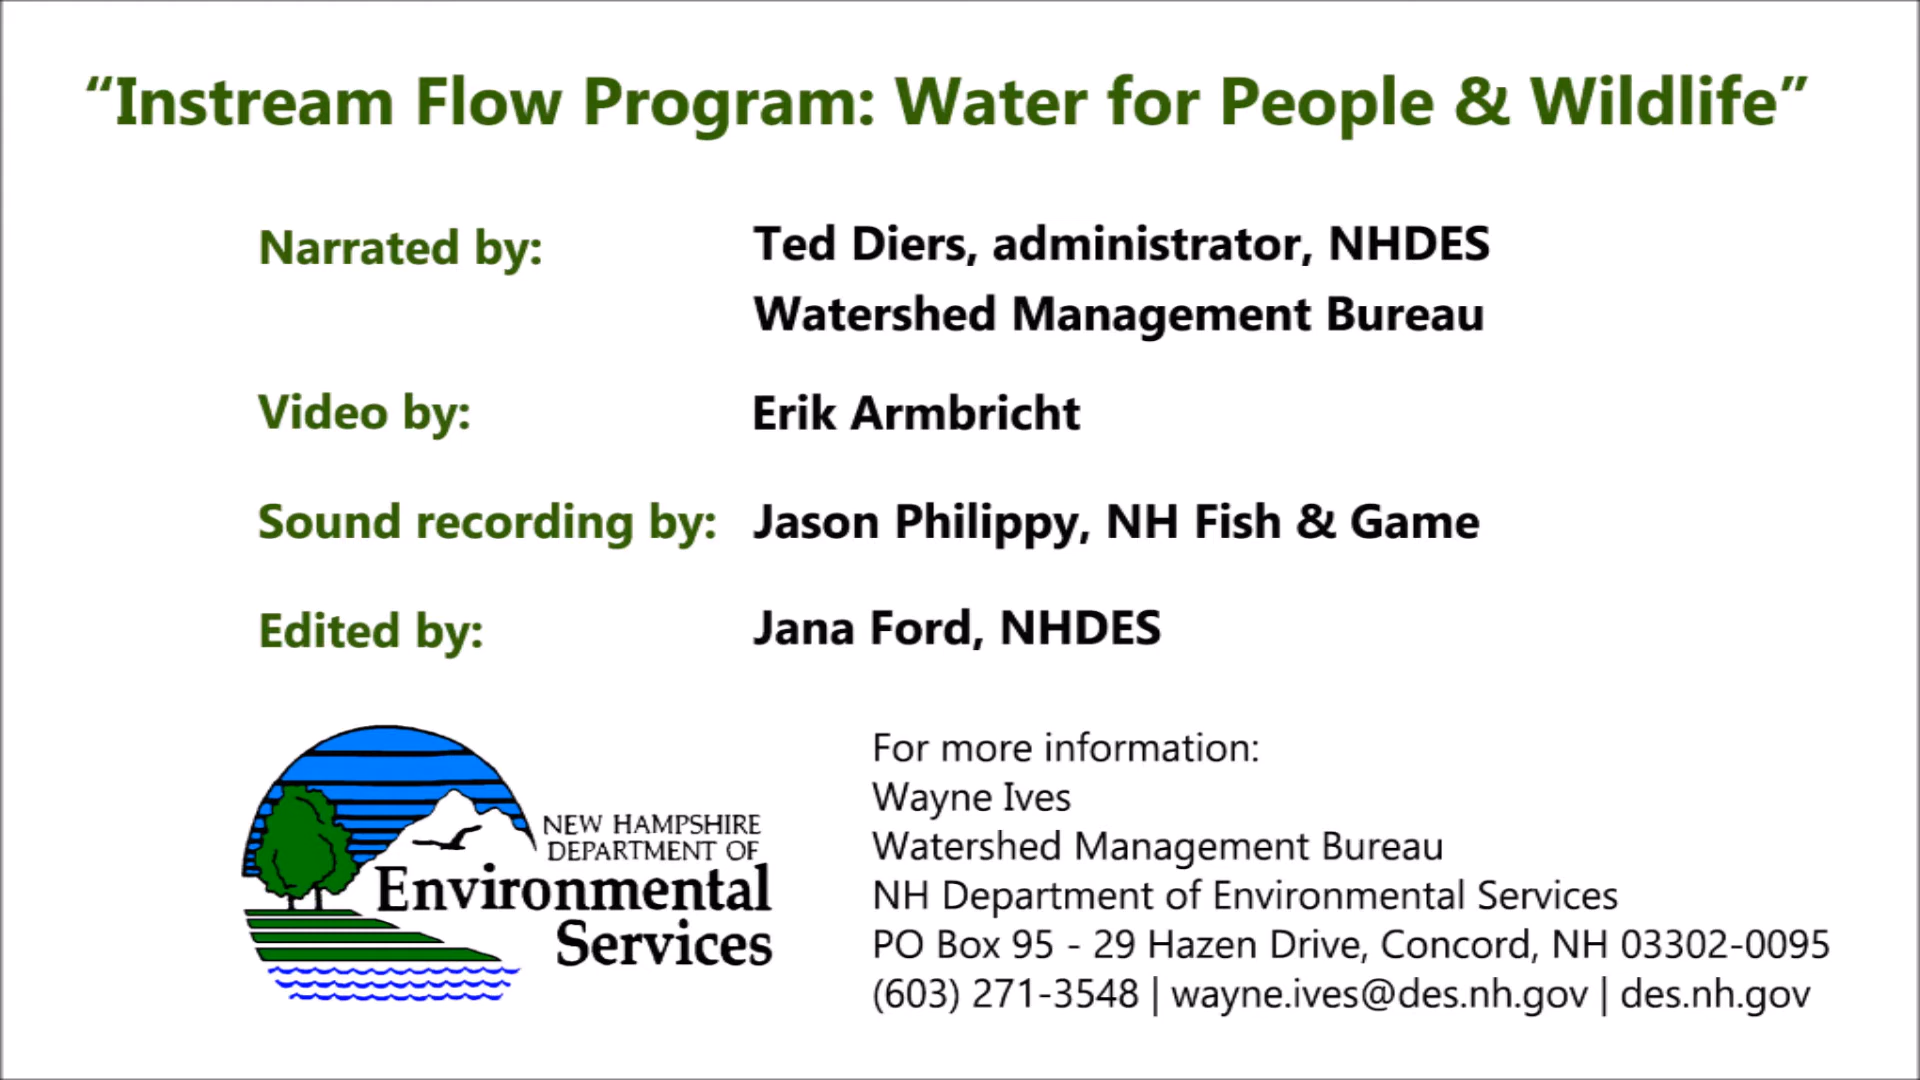 “Instream Flow Program: Water for People & Wildlife”
Narrated by: Ted Diers, administrator, NHDES
Watershed Management Bureau
Video by: Erik Armbricht
Sound recording by: Jason Philippy, NH Fish & Game
Edited by: Jana Ford, NHDES
NEW HAMPSHIRE
DEPARTMENT OF
Environmental
Services
For more information:
Wayne Ives
Watershed Management Bureau
NH Department of Environmental Services
PO Box 95 - 29 Hazen Drive, Concord, NH 03302-0095
(603) 271-3548 | wayne.ives@des.nh.gov | des.nh.gov